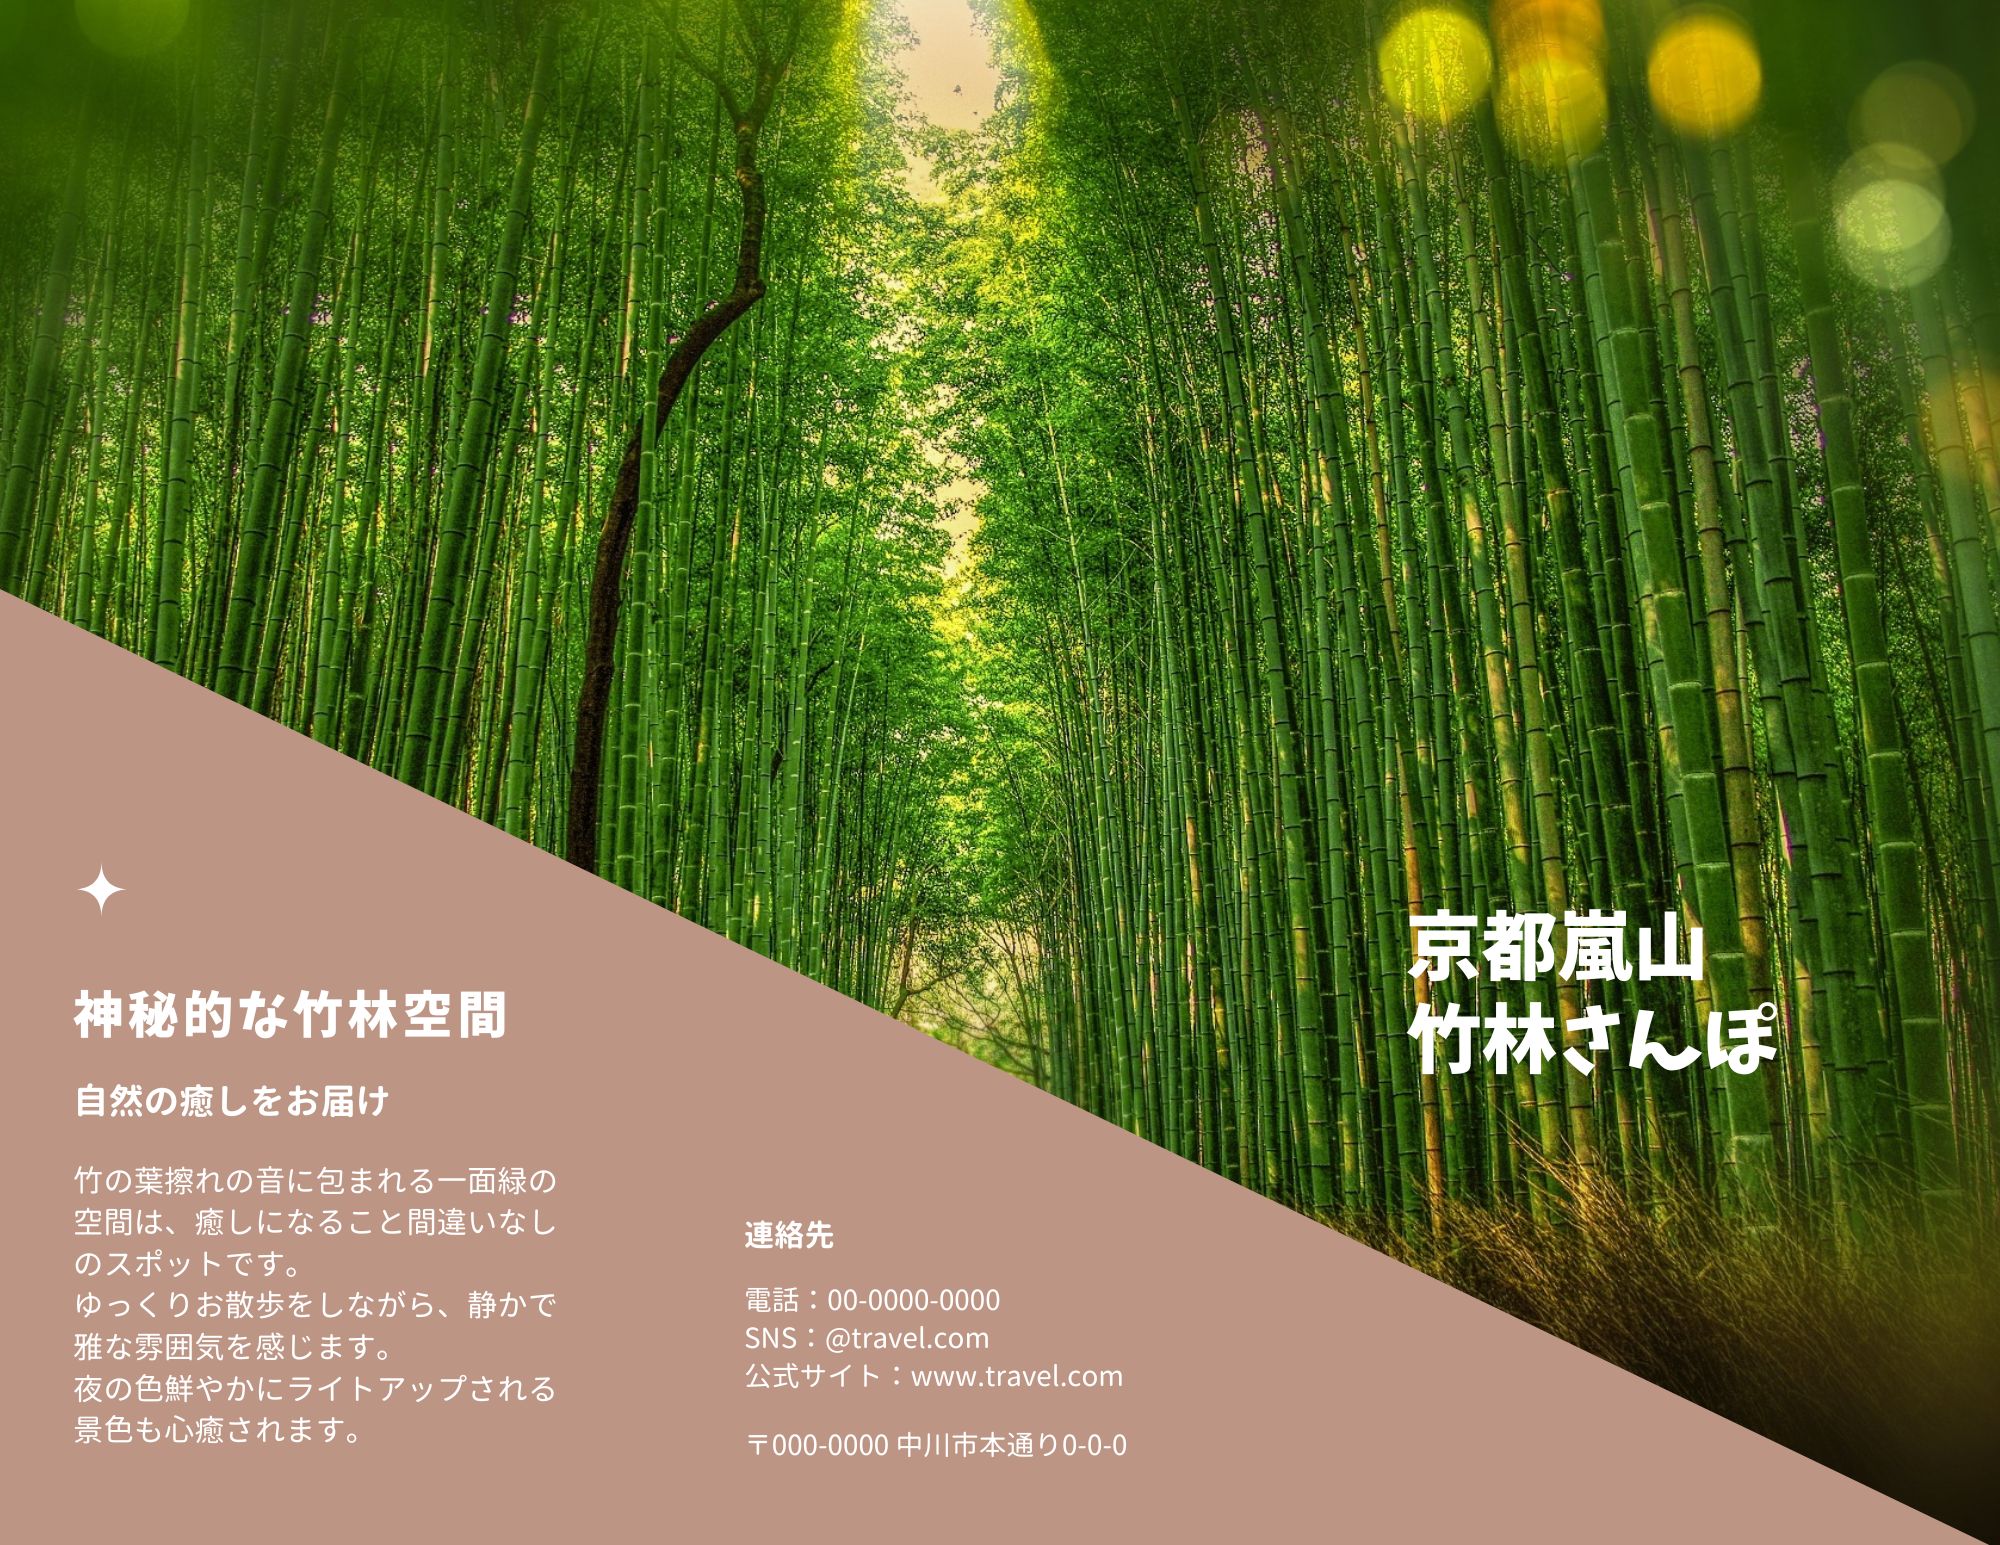 神秘的な竹林空間
自然の癒しをお届け
竹の葉擦れの音に包まれる一面緑の
空間は、癒しになること間違いなし
のスポットです。
ゆっくりお散歩をしながら、静かで
雅な雰囲気を感じます。
夜の色鮮やかにライトアップされる
景色も心癒されます。
連絡先
電話：00-0000-0000
SNS：@travel.com
公式サイト：www.travel.com
〒000-0000 中川市本通り0-0-0
京都嵐山
竹林さんぽ